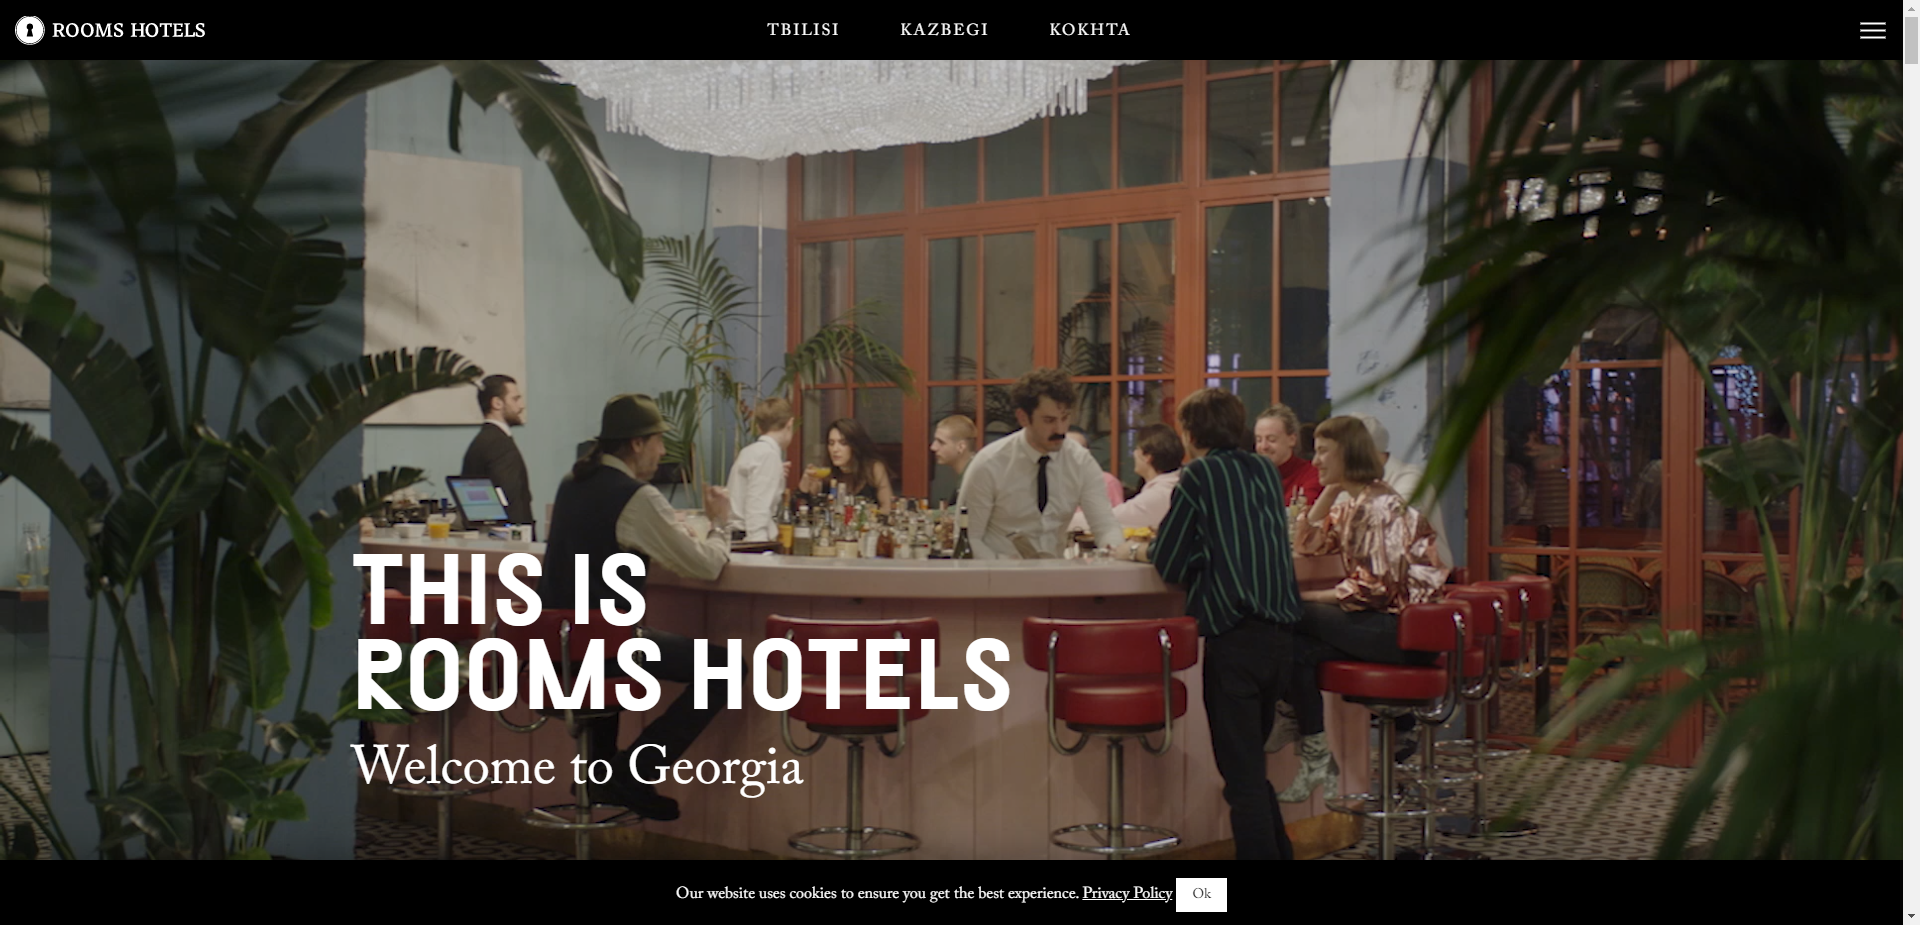 ROOMS HOTELS
TBILISI
KAZBEGI
KOKHTA
THIS IS
ROOMS HOTELS
Welcome to Georgia
Our website uses cookies to ensure you get the best experience. Privacy Policy Ok